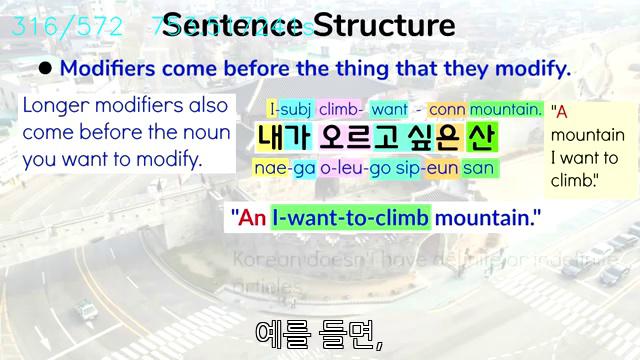 316/572
Sentence Structure
● Modifiers come before the thing that they modify.
Longer modifiers also
come before the noun
you want to modify.
I-subj climb- want - conn mountain.
내가 오르고 싶은 산
nae-ga o-leu-go sip-eun san
"A
mountain
I want to
climb."
"An I-want-to-climb mountain."
Korean doesn't have definite or indefinite
articles.
예를 들면,